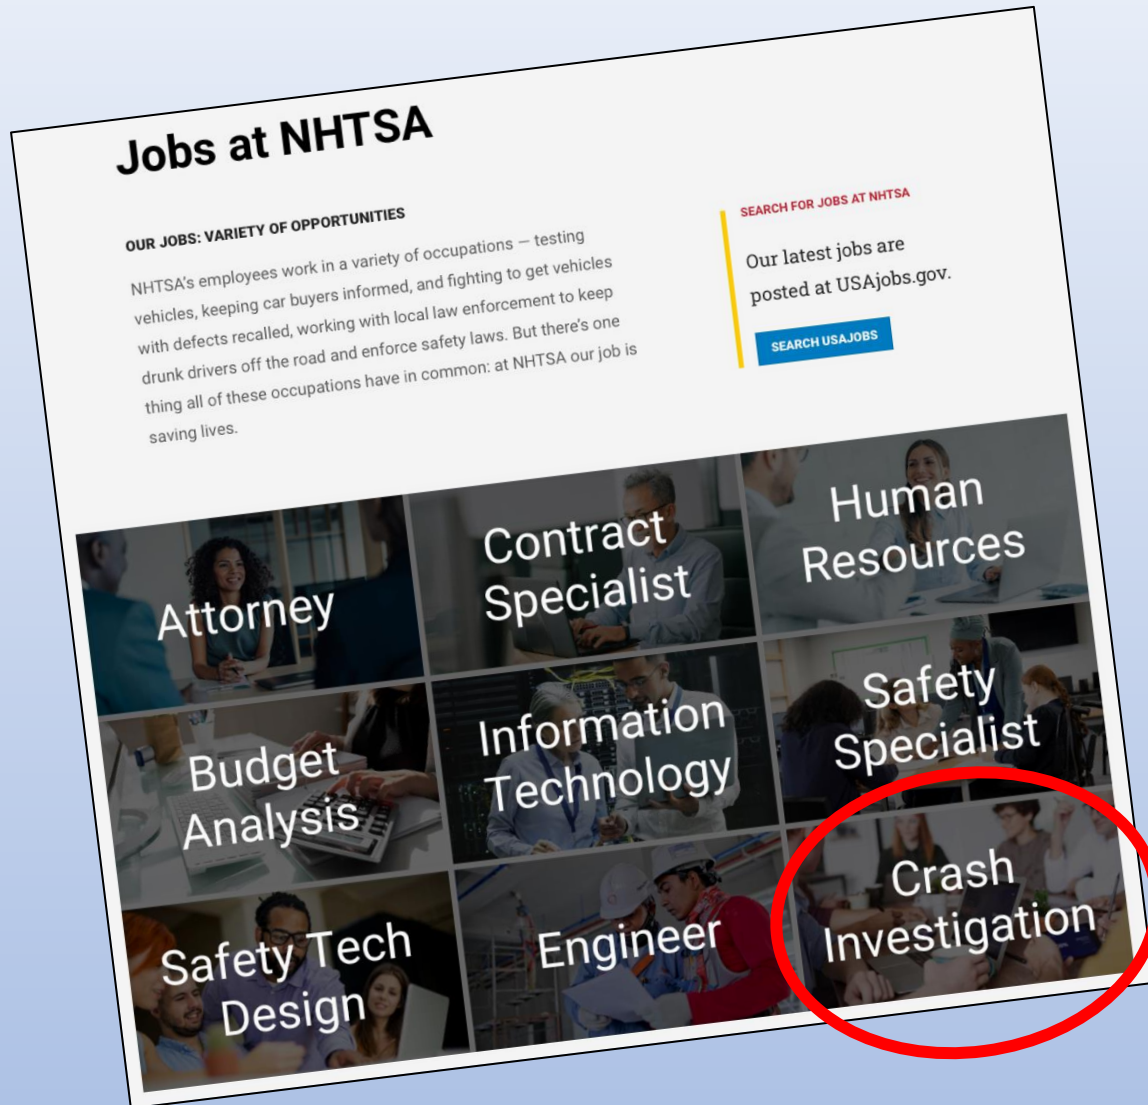 Jobs at NHTSA
OUR JOBS: VARIETY OF OPPORTUNITIES
NHTSA's employees work in a variety of occupations — testing
vehicles, keeping car buyers informed, and fighting to get vehicles
with defects recalled, working with local law enforcement to keep
drunk drivers off the road and enforce safety laws. But there's one
thing all of these occupations have in common: at NHTSA our job is
saving lives.
SEARCH FOR JOBS AT NHTSA
Our latest jobs are
posted at USAjobs.gov.
SEARCH USAJOBS
Attorney
Contract
Specialist
Human
Resources
Budget
Analysis
Information
Technology
Safety
Specialist
Safety Tech
Design
Engineer
Crash
Investigation